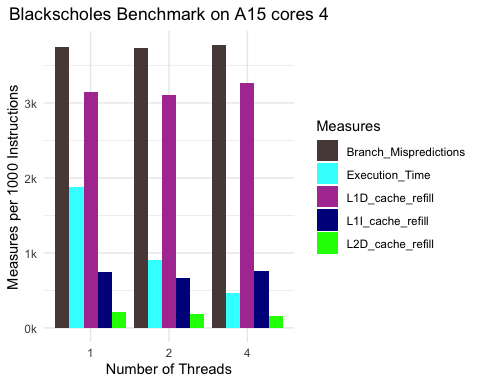 Blackscholes Benchmark on A15 cores 4
Measures per 1000 Instructions
3k
2k
1k
0k
1 2 4
Number of Threads
Measures
Branch_Mispredictions
Execution_Time
L1D_cache_refill
L1I_cache_refill
L2D_cache_refill